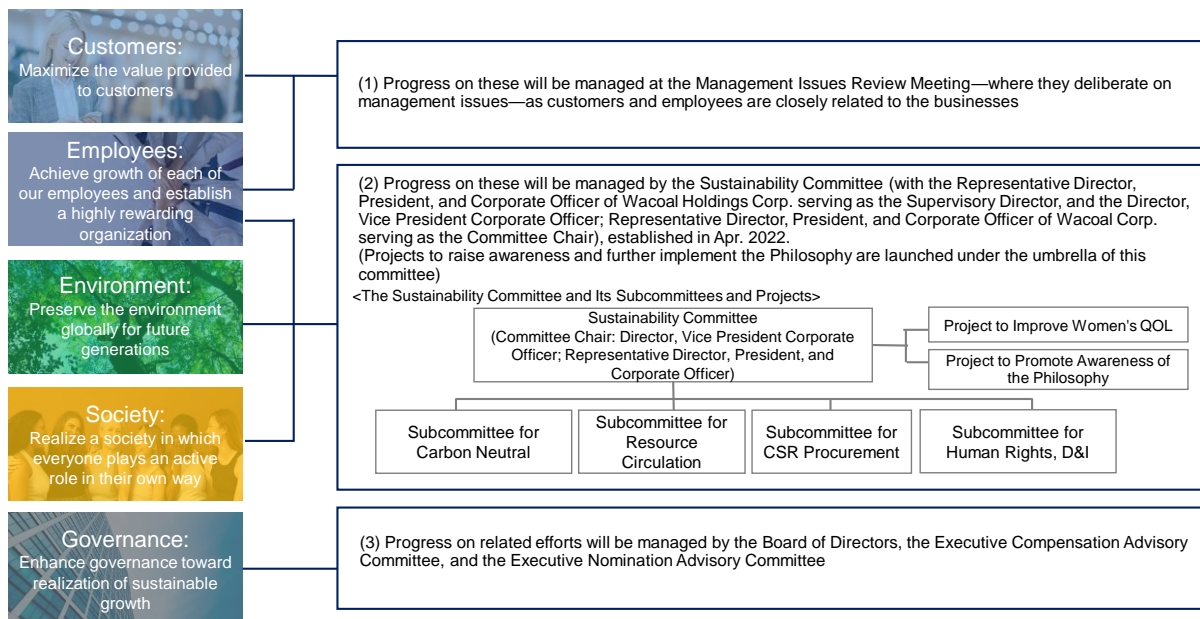 Customers:
Maximize the value provided
to customers
Employees:
Achieve growth of each of
our employees and establish
a highly rewarding
organization
Environment:
Preserve the environment
globally for future
generations
Society:
Realize a society in which
everyone plays an active
role in their own way
Governance:
Enhance governance toward
realization of sustainable
growth
(1) Progress on these will be managed at the Management Issues Review Meeting—where they deliberate on
management issues—as customers and employees are closely related to the businesses
(2) Progress on these will be managed by the Sustainability Committee (with the Representative Director,
President, and Corporate Officer of Wacoal Holdings Corp. serving as the Supervisory Director, and the Director,
Vice President Corporate Officer; Representative Director, President, and Corporate Officer of Wacoal Corp.
serving as the Committee Chair), established in Apr. 2022.
(Projects to raise awareness and further implement the Philosophy are launched under the umbrella of this
committee)
<The Sustainability Committee and Its Subcommittees and Projects>
Sustainability Committee
(Committee Chair: Director, Vice President Corporate
Officer; Representative Director, President, and
Corporate Officer)
Project to Improve Women's QOL
Project to Promote Awareness of
the Philosophy
Subcommittee for
Carbon Neutral
Subcommittee for
Resource
Circulation
Subcommittee for
CSR Procurement
Subcommittee for
Human Rights, D&I
(3) Progress on related efforts will be managed by the Board of Directors, the Executive Compensation Advisory
Committee, and the Executive Nomination Advisory Committee